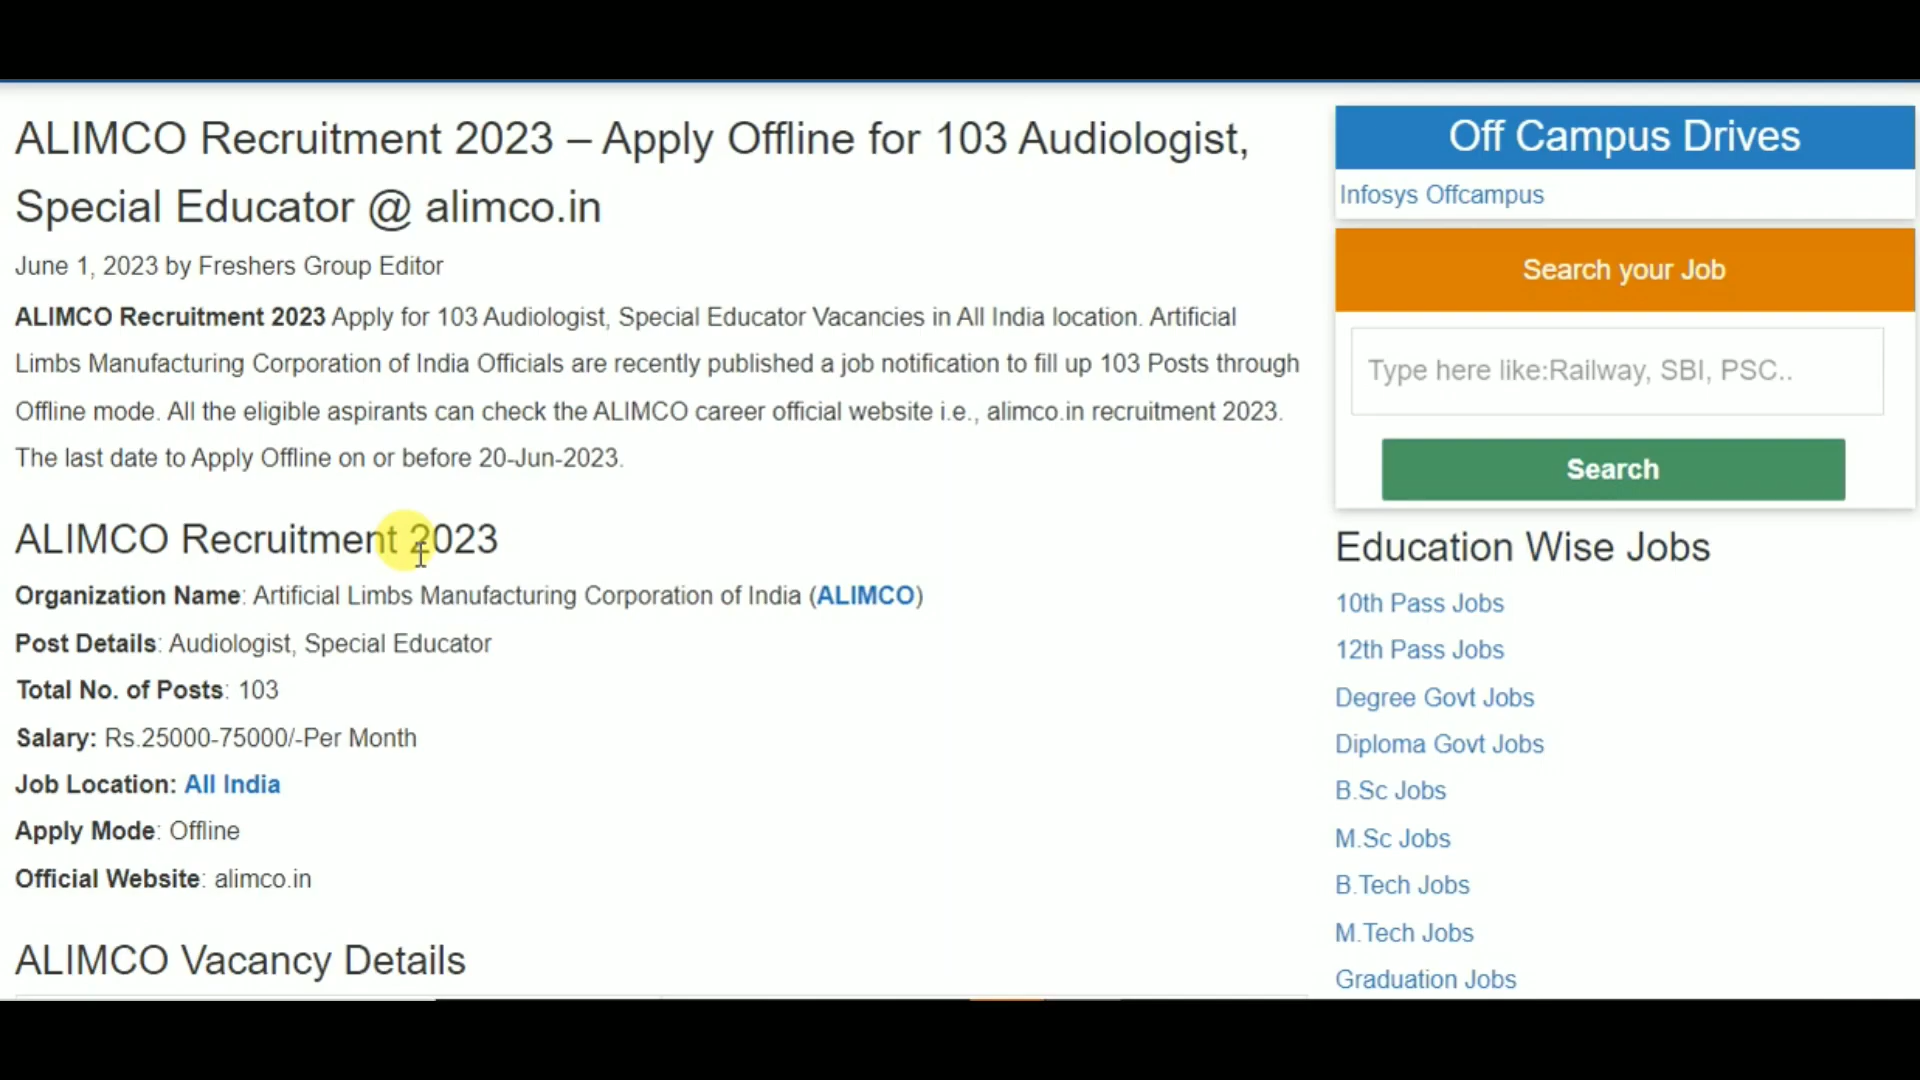 ALIMCO Recruitment 2023 – Apply Offline for 103 Audiologist,
Special Educator @ alimco.in
June 1, 2023 by Freshers Group Editor
ALIMCO Recruitment 2023 Apply for 103 Audiologist, Special Educator Vacancies in All India location. Artificial
Limbs Manufacturing Corporation of India Officials are recently published a job notification to fill up 103 Posts through
Offline mode. All the eligible aspirants can check the ALIMCO career official website i.e., alimco.in recruitment 2023.
The last date to Apply Offline on or before 20-Jun-2023.
ALIMCO Recruitment 2023
Organization Name: Artificial Limbs Manufacturing Corporation of India (ALIMCO)
Post Details: Audiologist, Special Educator
Total No. of Posts: 103
Salary: Rs.25000-75000/-Per Month
Job Location: All India
Apply Mode: Offline
Official Website: alimco.in
ALIMCO Vacancy Details
Off Campus Drives
Infosys Offcampus
Search your Job
Type here like:Railway, SBI, PSC..
Search
Education Wise Jobs
10th Pass Jobs
12th Pass Jobs
Degree Govt Jobs
Diploma Govt Jobs
B.Sc Jobs
M.Sc Jobs
B.Tech Jobs
M.Tech Jobs
Graduation Jobs